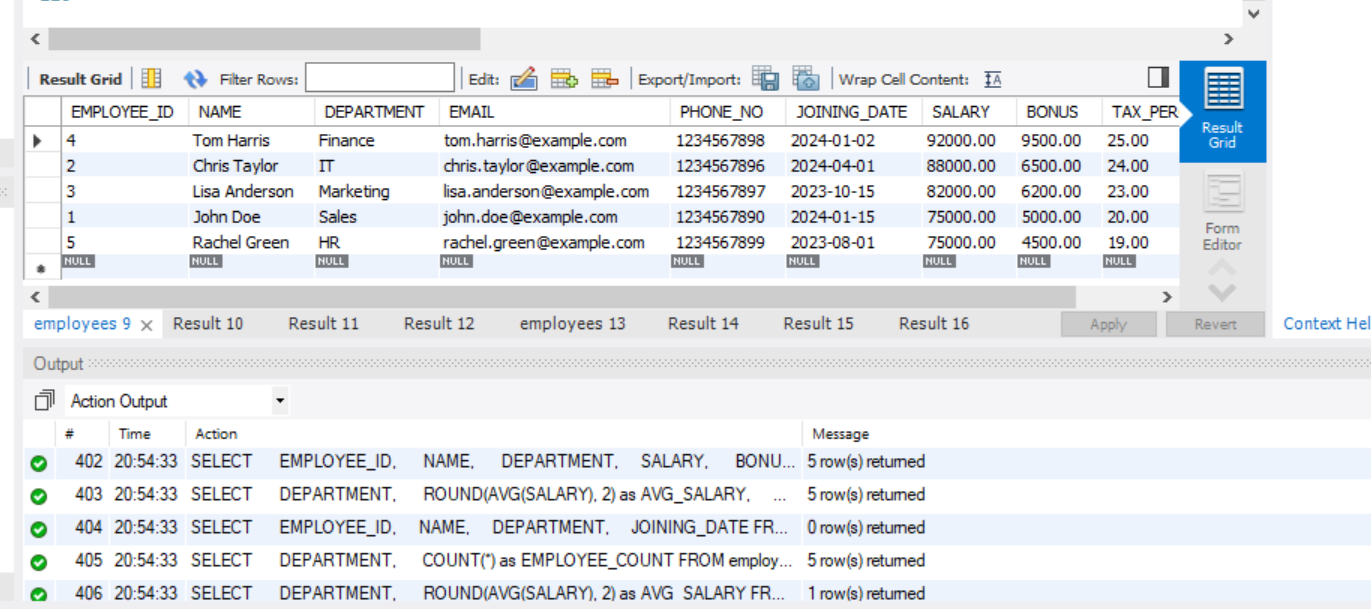 Result Grid Filter Rows: Edit: Export/Import: Wrap Cell Content: IA
EMPLOYEE_ID NAME DEPARTMENT EMAIL PHONE_NO JOINING_DATE SALARY BONUS TAX_PER
4 Tom Harris Finance tom.harris@example.com 1234567898 2024-01-02 92000.00 9500.00 25.00
2 Chris Taylor IT chris.taylor@example.com 1234567896 2024-04-01 88000.00 6500.00 24.00
3 Lisa Anderson Marketing lisa.anderson@example.com 1234567897 2023-10-15 82000.00 6200.00 23.00
1 John Doe Sales john.doe@example.com 1234567890 2024-01-15 75000.00 5000.00 20.00
5 Rachel Green HR rachel.green@example.com 1234567899 2023-08-01 75000.00 4500.00 19.00
NULL NULL NULL NULL NULL NULL NULL NULL NULL
Result
Grid
Form
Editor
employees 9 Result 10 Result 11 Result 12 employees 13 Result 14 Result 15 Result 16 Apply Revert Context Hel
Output
Action Output
# Time Action Message
402 20:54:33 SELECT EMPLOYEE_ID, NAME, DEPARTMENT, SALARY, BONU... 5 row(s) returned
403 20:54:33 SELECT DEPARTMENT, ROUND(AVG(SALARY), 2) as AVG_SALARY, ... 5 row(s) returned
404 20:54:33 SELECT EMPLOYEE_ID, NAME, DEPARTMENT, JOINING_DATE FR... 0 row(s) returned
405 20:54:33 SELECT DEPARTMENT, COUNT(*) as EMPLOYEE_COUNT FROM employ... 5 row(s) returned
406 20:54:33 SELECT DEPARTMENT, ROUND(AVG(SALARY), 2) as AVG_SALARY FR... 1 row(s) returned